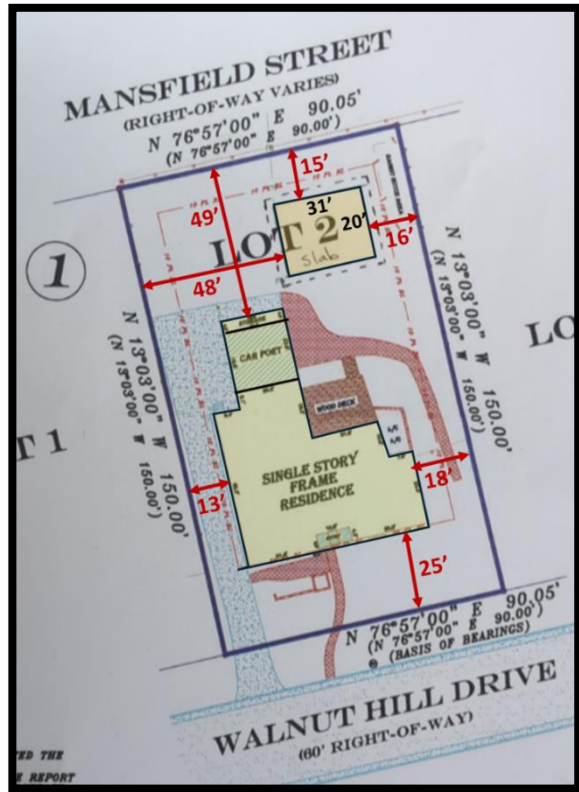 MANSFIELD STREET
(RIGHT-OF-WAY VARIES)
N 76°57'00" E 90.05'
(N 76°57'00" E 90.00')
15'
49'
31'
20'
LOT 2
slab
16'
48'
1
N 13°03'00" W 150.00'
(N 13°03'00" W 150.00')
N 13°03'00" W 150.00'
(N 13°03'00" W 150.00')
LO
T 1
CAR PORT
WOOD DECK
SINGLE STORY
FRAME
RESIDENCE
13'
18'
25'
N 76°57'00" E 90.05'
(N 76°57'00" E 90.00')
(BASIS OF BEARINGS)
WALNUT HILL DRIVE
(60' RIGHT-OF-WAY)
ED THE
E REPORT